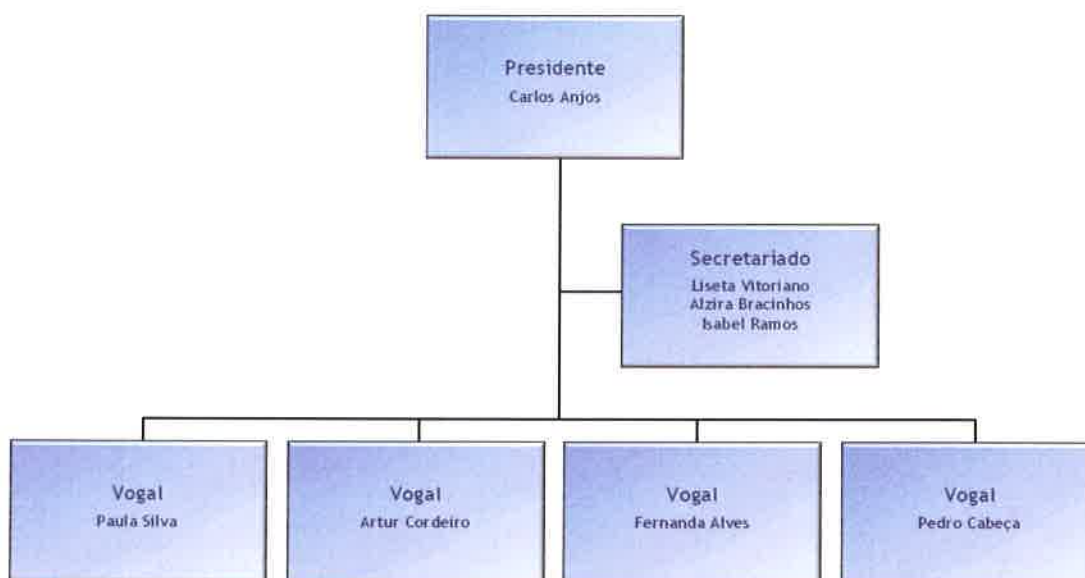 Presidente
Carlos Anjos
Secretariado
Liseta Vitoriano
Alzira Bracinhos
Isabel Ramos
Vogal
Paula Silva
Vogal
Artur Cordeiro
Vogal
Fernanda Alves
Vogal
Pedro Cabeça